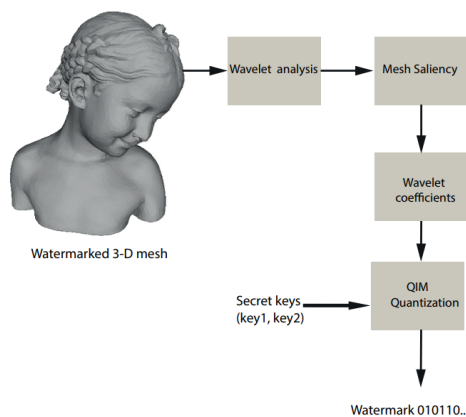 Wavelet analysis
Mesh Saliency
Wavelet
coefficients
Watermarked 3-D mesh
QIM
Quantization
Secret keys
(key1, key2)
Watermark 010110..